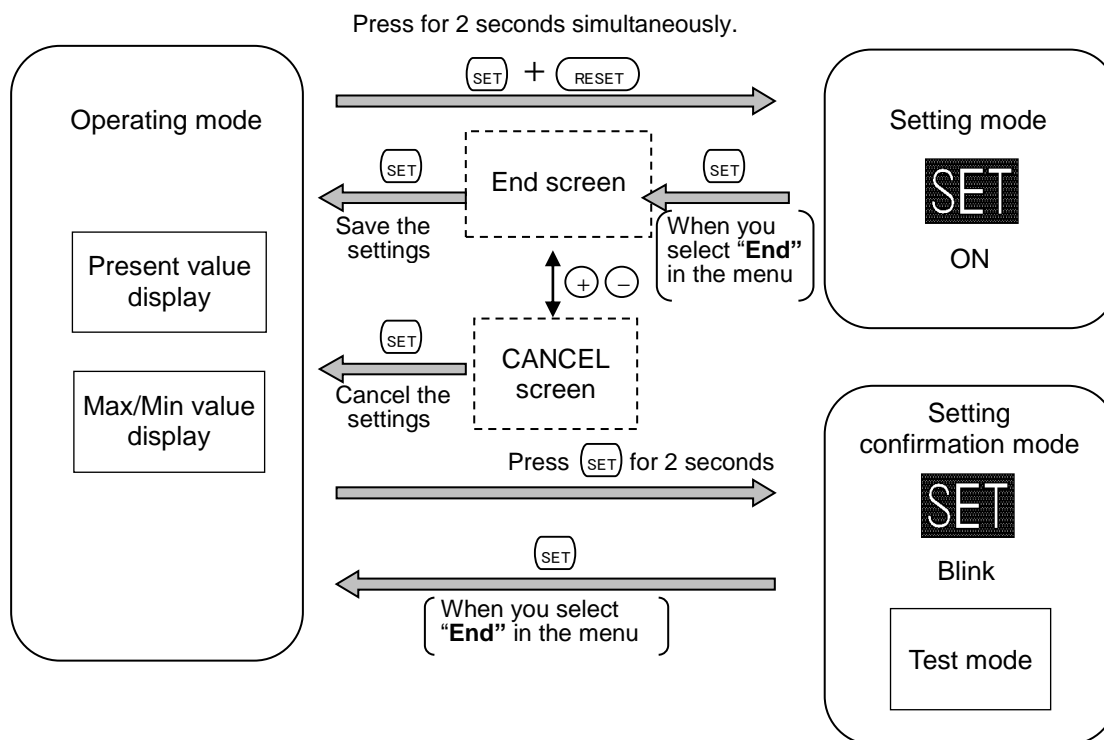 Press for 2 seconds simultaneously.
SET + RESET
Operating mode
Setting mode
SET
End screen
SET
SET
Save the
settings
When you
select “End”
in the menu
ON
Present value
display
+ −
SET
CANCEL
screen
Cancel the
settings
Max/Min value
display
Setting
confirmation mode
Press SET for 2 seconds
SET
SET
Blink
When you select
“End” in the menu
Test mode